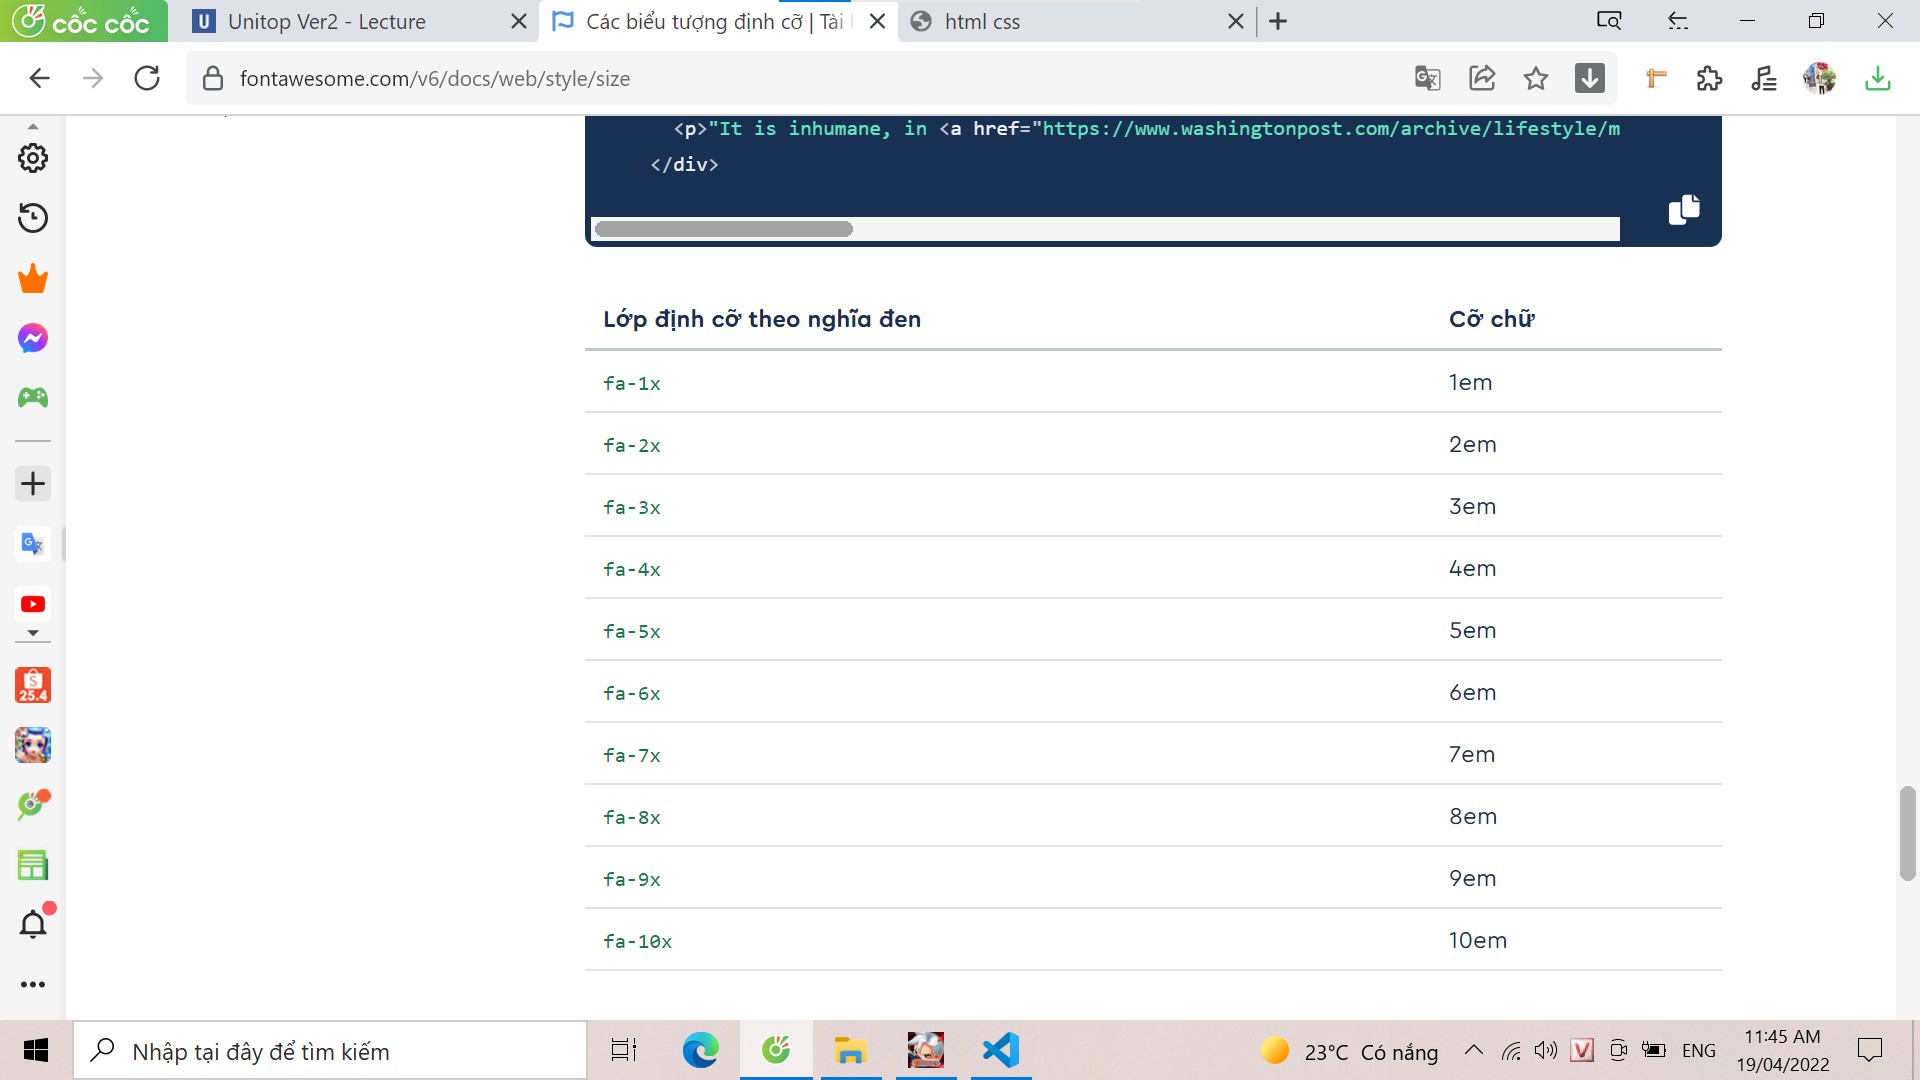 cốc cốc
U Unitop Ver2 - Lecture
Các biểu tượng định cỡ | Tài
html css
fontawesome.com/v6/docs/web/style/size
<p>"It is inhumane, in <a href="https://www.washingtonpost.com/archive/lifestyle/m
</div>
Lớp định cỡ theo nghĩa đen Cỡ chữ
fa-1x 1em
fa-2x 2em
fa-3x 3em
fa-4x 4em
fa-5x 5em
fa-6x 6em
fa-7x 7em
fa-8x 8em
fa-9x 9em
fa-10x 10em
S
25.4
Nhập tại đây để tìm kiếm
23°C Có nắng
V
ENG
11:45 AM
19/04/2022